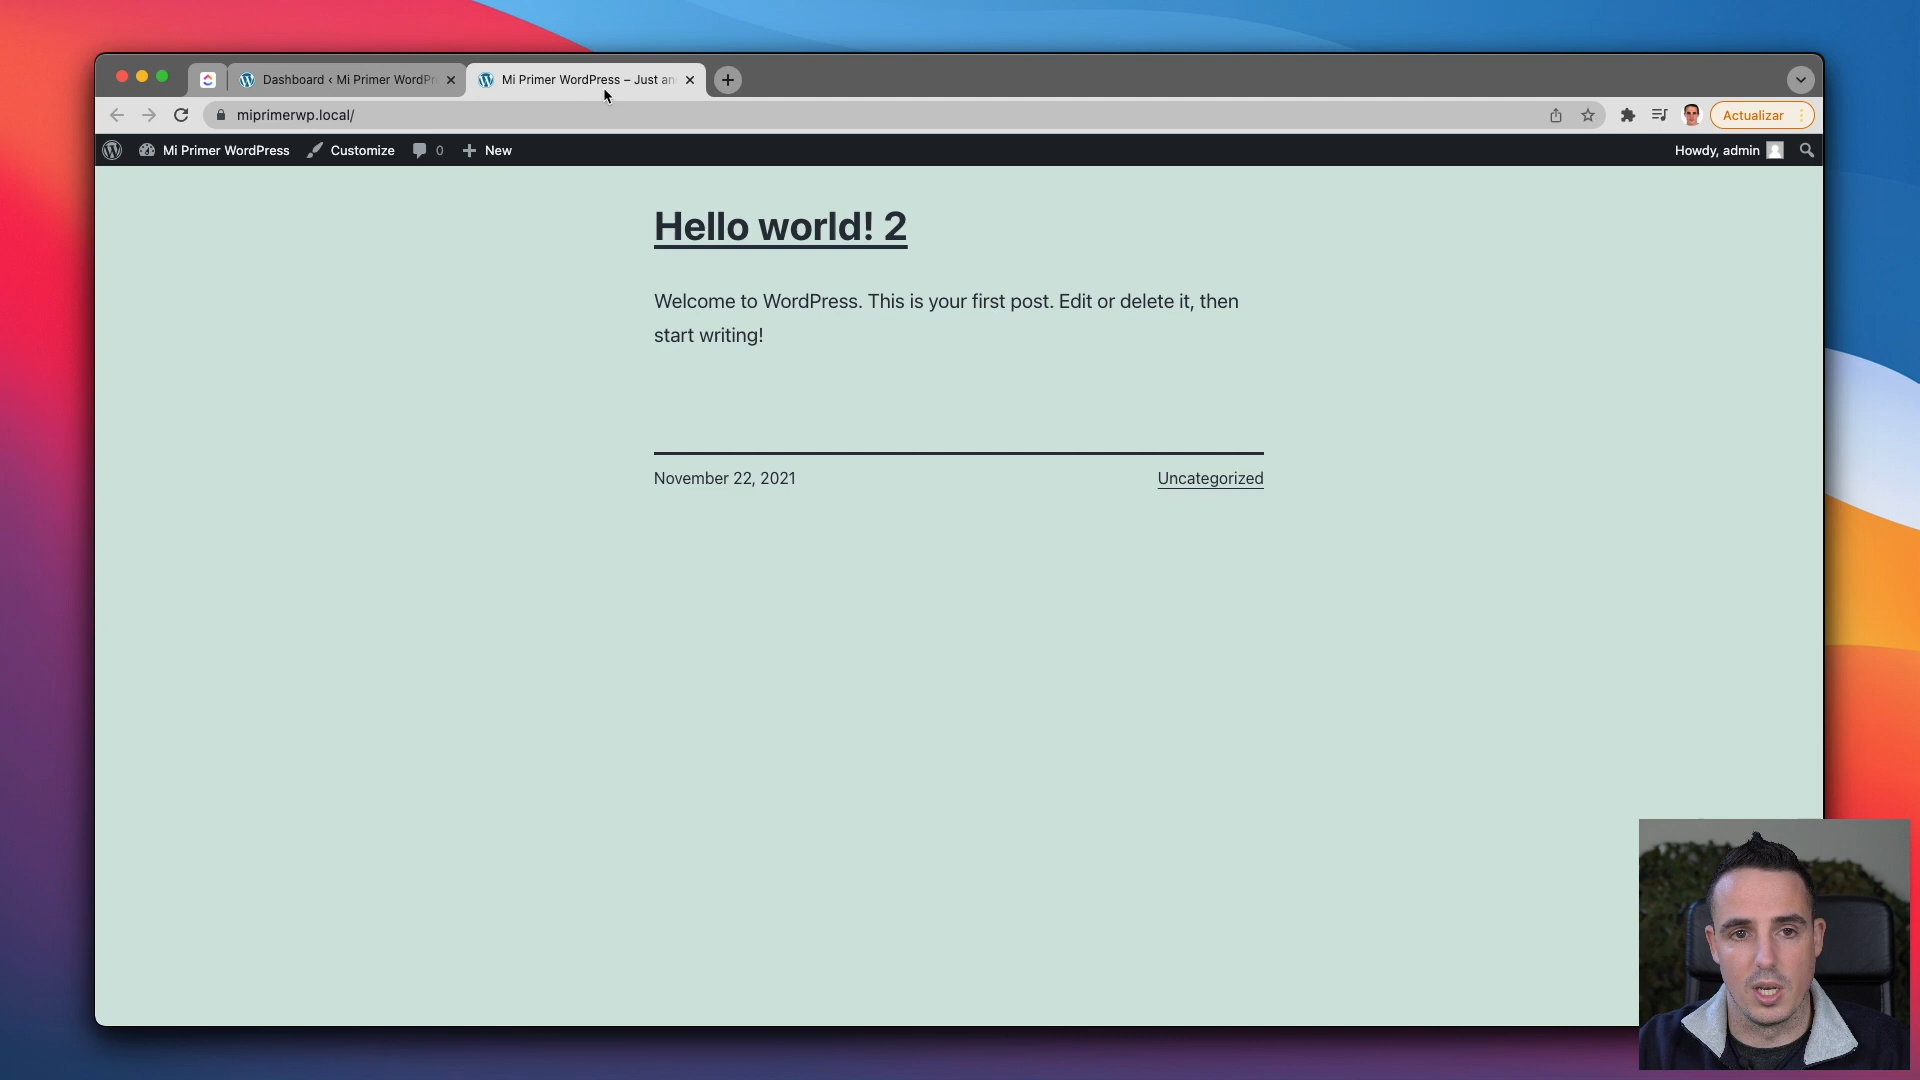 Dashboard ‹ Mi Primer WordPr
Mi Primer WordPress – Just an
miprimerwp.local/
Actualizar
Mi Primer WordPress
Customize
0
New
Howdy, admin
Hello world! 2
Welcome to WordPress. This is your first post. Edit or delete it, then
start writing!
November 22, 2021
Uncategorized